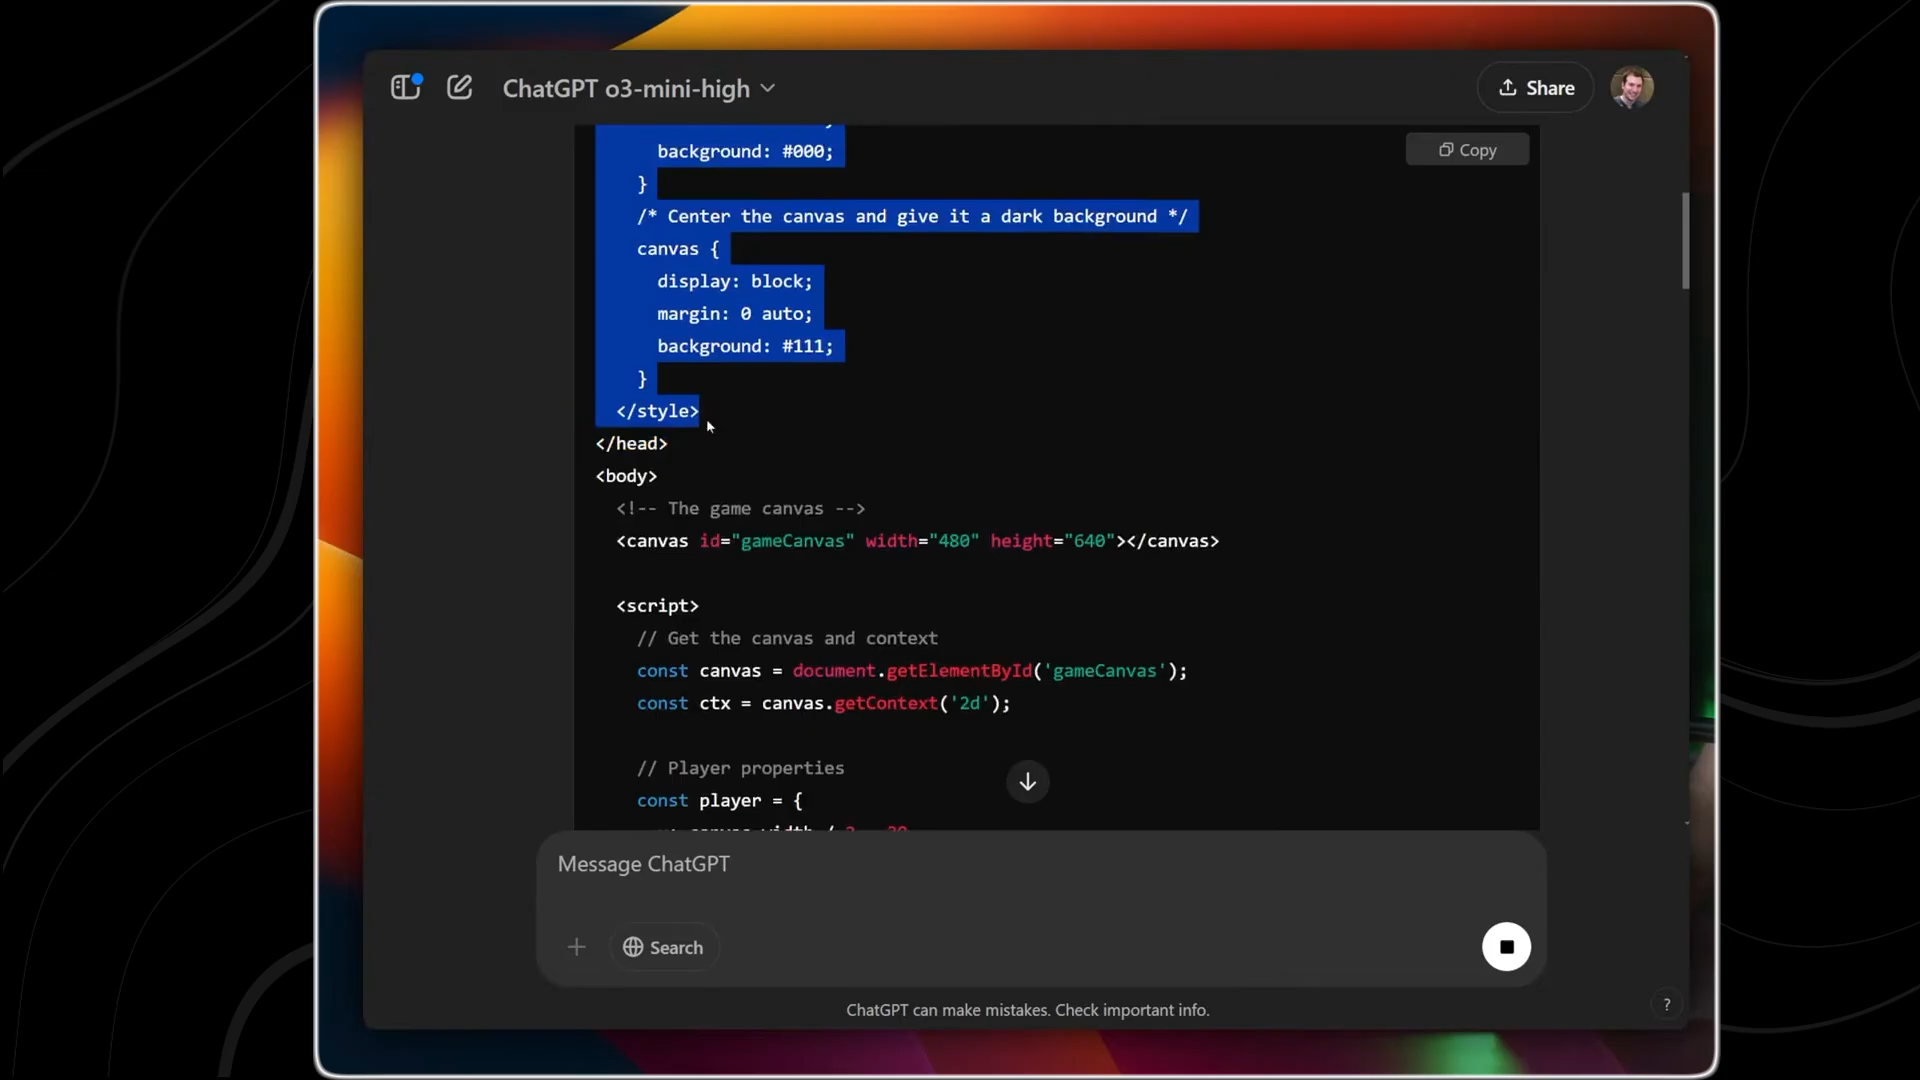 ChatGPT o3-mini-high
Share
Copy
background: #000;
}
/* Center the canvas and give it a dark background */
canvas {
display: block;
margin: 0 auto;
background: #111;
}
</style>
</head>
<body>
<!-- The game canvas -->
<canvas id="gameCanvas" width="480" height="640"></canvas>
<script>
// Get the canvas and context
const canvas = document.getElementById('gameCanvas');
const ctx = canvas.getContext('2d');
// Player properties
const player = {
Message ChatGPT
Search
ChatGPT can make mistakes. Check important info.
?